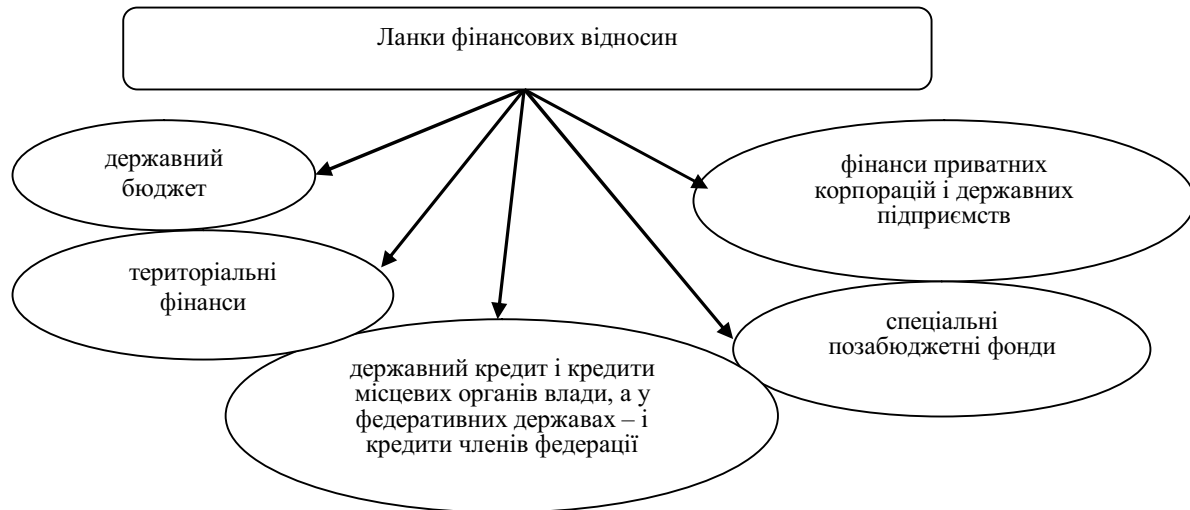 Ланки фінансових відносин
державний
бюджет
фінанси приватних
корпорацій і державних
підприємств
територіальні
фінанси
спеціальні
позабюджетні фонди
державний кредит і кредити
місцевих органів влади, а у
федеративних державах – і
кредити членів федерації